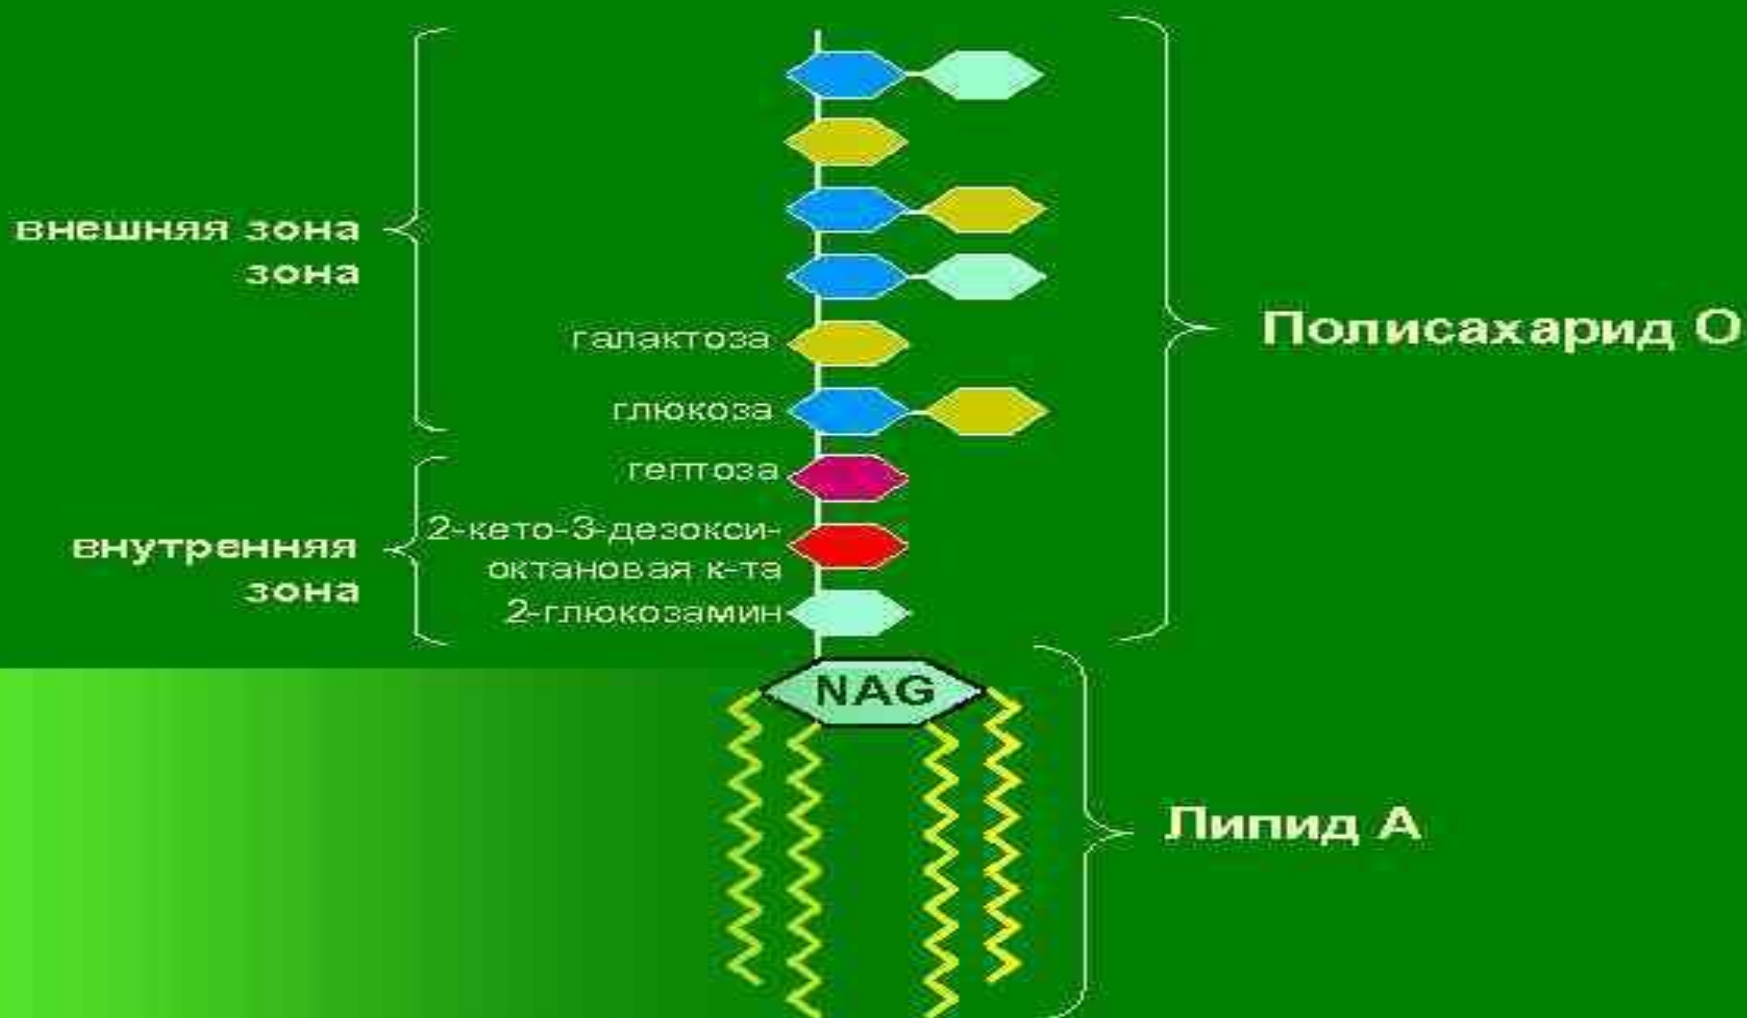 внешняя зона
зона
галактоза
глюкоза
гептоза
2-кето-3-дезокси-
октановая к-та
2-глюкозамин
внутренняя
зона
Полисахарид О
NAG
Липид А